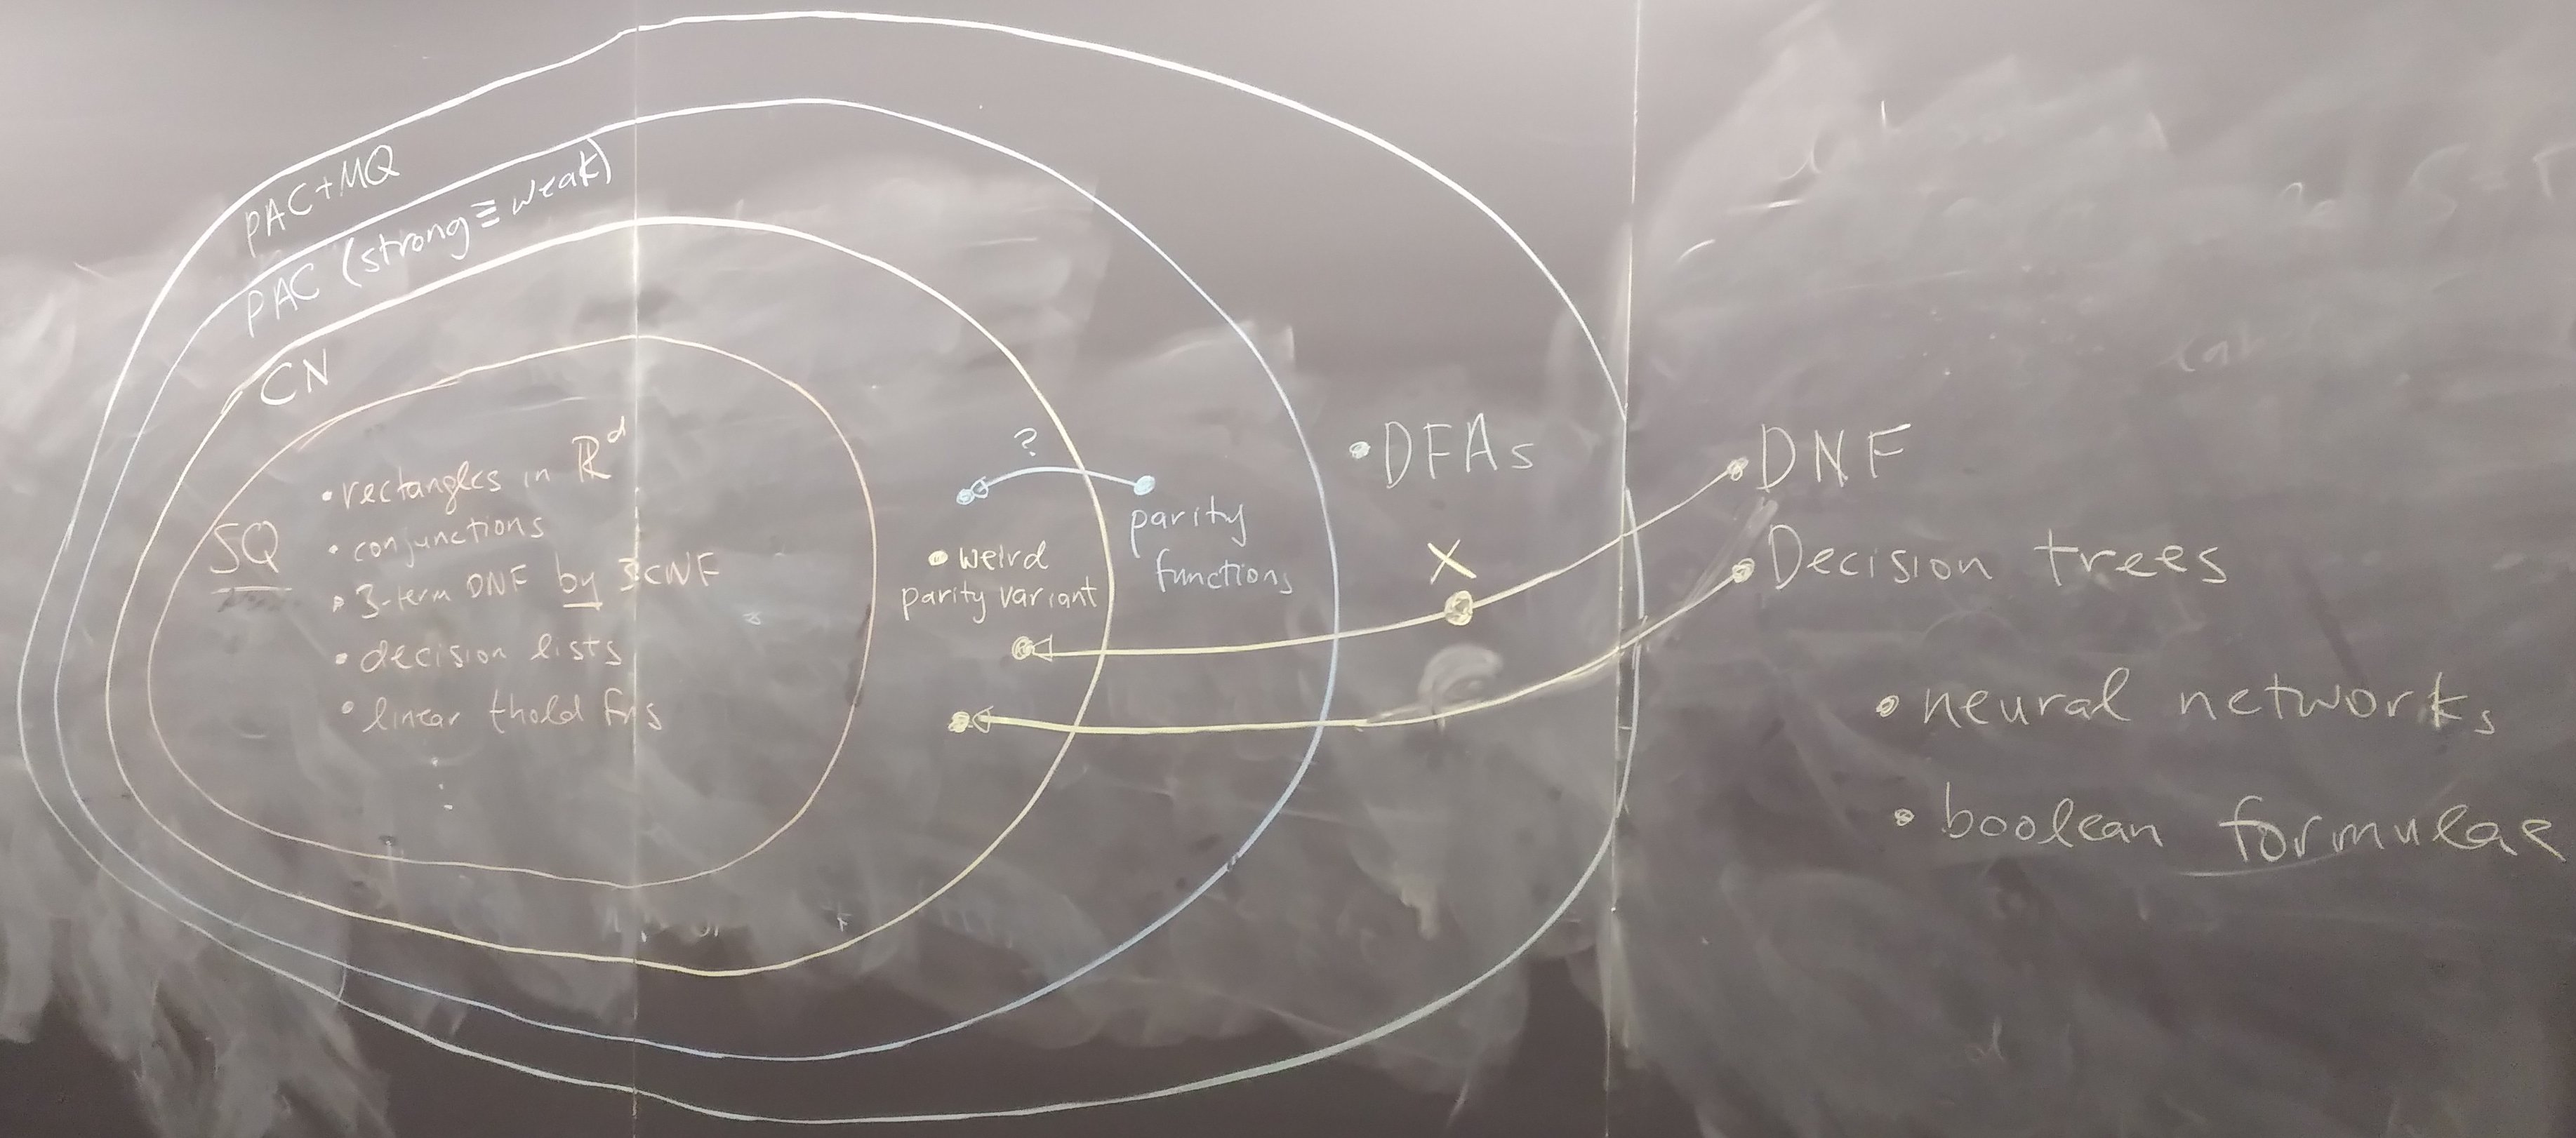 PAC+MQ
PAC (strong ≡ weak)
CN
SQ
• rectangles in ℝᵈ
• conjunctions
• 3-term DNF by 3CNF
• decision lists
• linear thold fns
?
• weird
parity variant
parity
functions
• DFAs
X
DNF
Decision trees
• neural networks
• boolean formulae